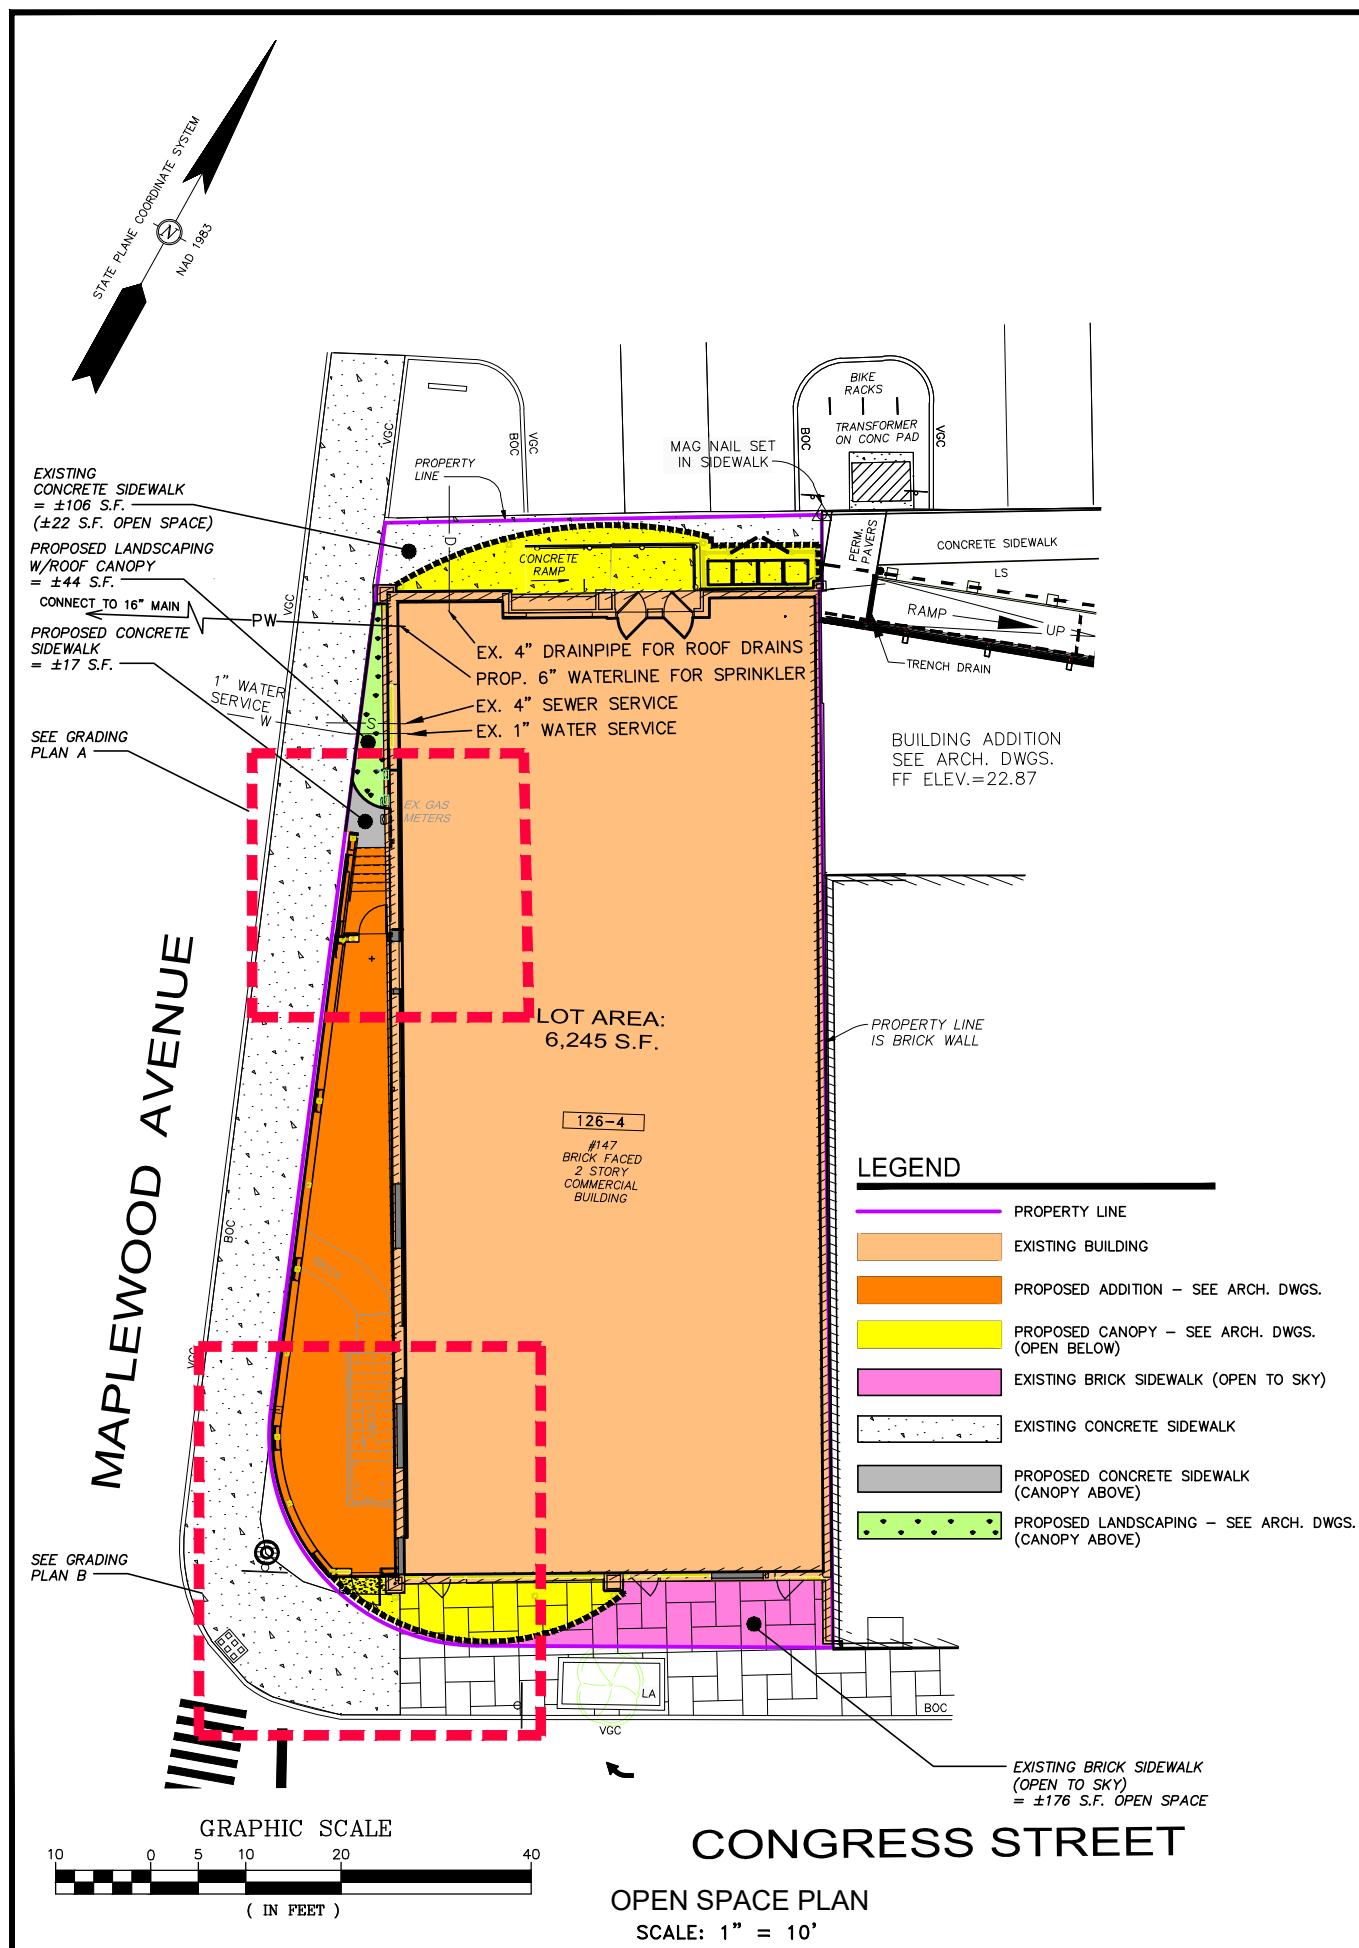 STATE PLANE COORDINATE SYSTEM
N
NAD 1983
VGC
VGC
BOC
VGC
BIKE
RACKS
BOC
VGC
TRANSFORMER
ON CONC PAD
MAG NAIL SET
IN SIDEWALK
PROPERTY
LINE
EXISTING
CONCRETE SIDEWALK
= ±106 S.F.
(±22 S.F. OPEN SPACE)
PROPOSED LANDSCAPING
W/ROOF CANOPY
= ±44 S.F.
CONNECT TO 16" MAIN
PW
PROPOSED CONCRETE
SIDEWALK
= ±17 S.F.
D
CONCRETE
RAMP
PERM.
PAVERS
CONCRETE SIDEWALK
LS
RAMP
UP
TRENCH DRAIN
VGC
EX. 4" DRAINPIPE FOR ROOF DRAINS
PROP. 6" WATERLINE FOR SPRINKLER
EX. 4" SEWER SERVICE
EX. 1" WATER SERVICE
1" WATER
SERVICE
W
S
SEE GRADING
PLAN A
EX. GAS
METERS
BUILDING ADDITION
SEE ARCH. DWGS.
FF ELEV.=22.87
LOT AREA:
6,245 S.F.
PROPERTY LINE
IS BRICK WALL
126-4
#147
BRICK FACED
2 STORY
COMMERCIAL
BUILDING
MAPLEWOOD AVENUE
BOC
VGC
LEGEND
PROPERTY LINE
EXISTING BUILDING
PROPOSED ADDITION – SEE ARCH. DWGS.
PROPOSED CANOPY – SEE ARCH. DWGS.
(OPEN BELOW)
EXISTING BRICK SIDEWALK (OPEN TO SKY)
EXISTING CONCRETE SIDEWALK
PROPOSED CONCRETE SIDEWALK
(CANOPY ABOVE)
PROPOSED LANDSCAPING – SEE ARCH. DWGS.
(CANOPY ABOVE)
SEE GRADING
PLAN B
LA
BOC
VGC
EXISTING BRICK SIDEWALK
(OPEN TO SKY)
= ±176 S.F. OPEN SPACE
GRAPHIC SCALE
10 0 5 10 20 40
( IN FEET )
CONGRESS STREET
OPEN SPACE PLAN
SCALE: 1" = 10'